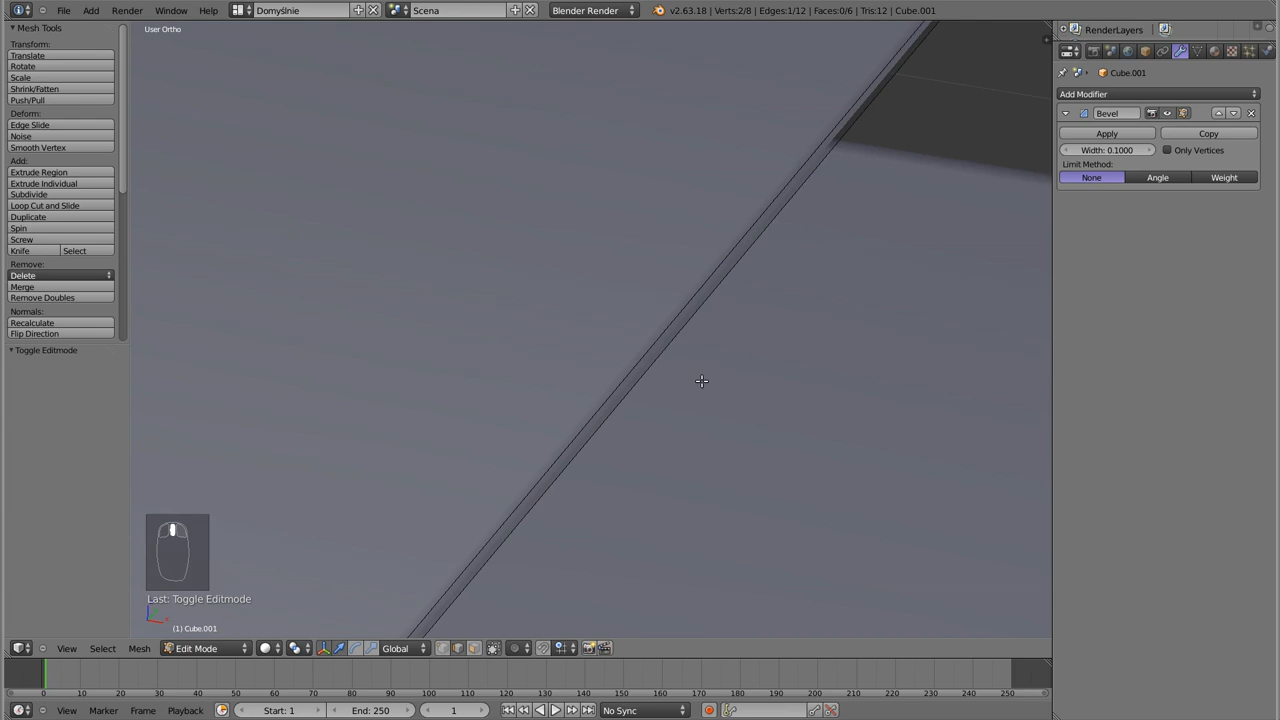 File Add Render Window Help Domyślnie Scena Blender Render v2.63.18 | Verts:2/8 | Edges:1/12 | Faces:0/6 | Tris:12 | Cube.001
Mesh Tools
Transform:
Translate
Rotate
Scale
Shrink/Fatten
Push/Pull
Deform:
Edge Slide
Noise
Smooth Vertex
Add:
Extrude Region
Extrude Individual
Subdivide
Loop Cut and Slide
Duplicate
Spin
Screw
Knife Select
Remove:
Delete
Merge
Remove Doubles
Normals:
Recalculate
Flip Direction
Toggle Editmode
User Ortho
Last: Toggle Editmode
(1) Cube.001
RenderLayers
Cube.001
Add Modifier
Bevel
Apply Copy
Width: 0.1000 Only Vertices
Limit Method:
None Angle Weight
View Select Mesh Edit Mode Global
0 10 20 30 40 50 60 70 80 90 100 110 120 130 140 150 160 170 180 190 200 210 220 230 240 250
View Marker Frame Playback Start: 1 End: 250 1 No Sync